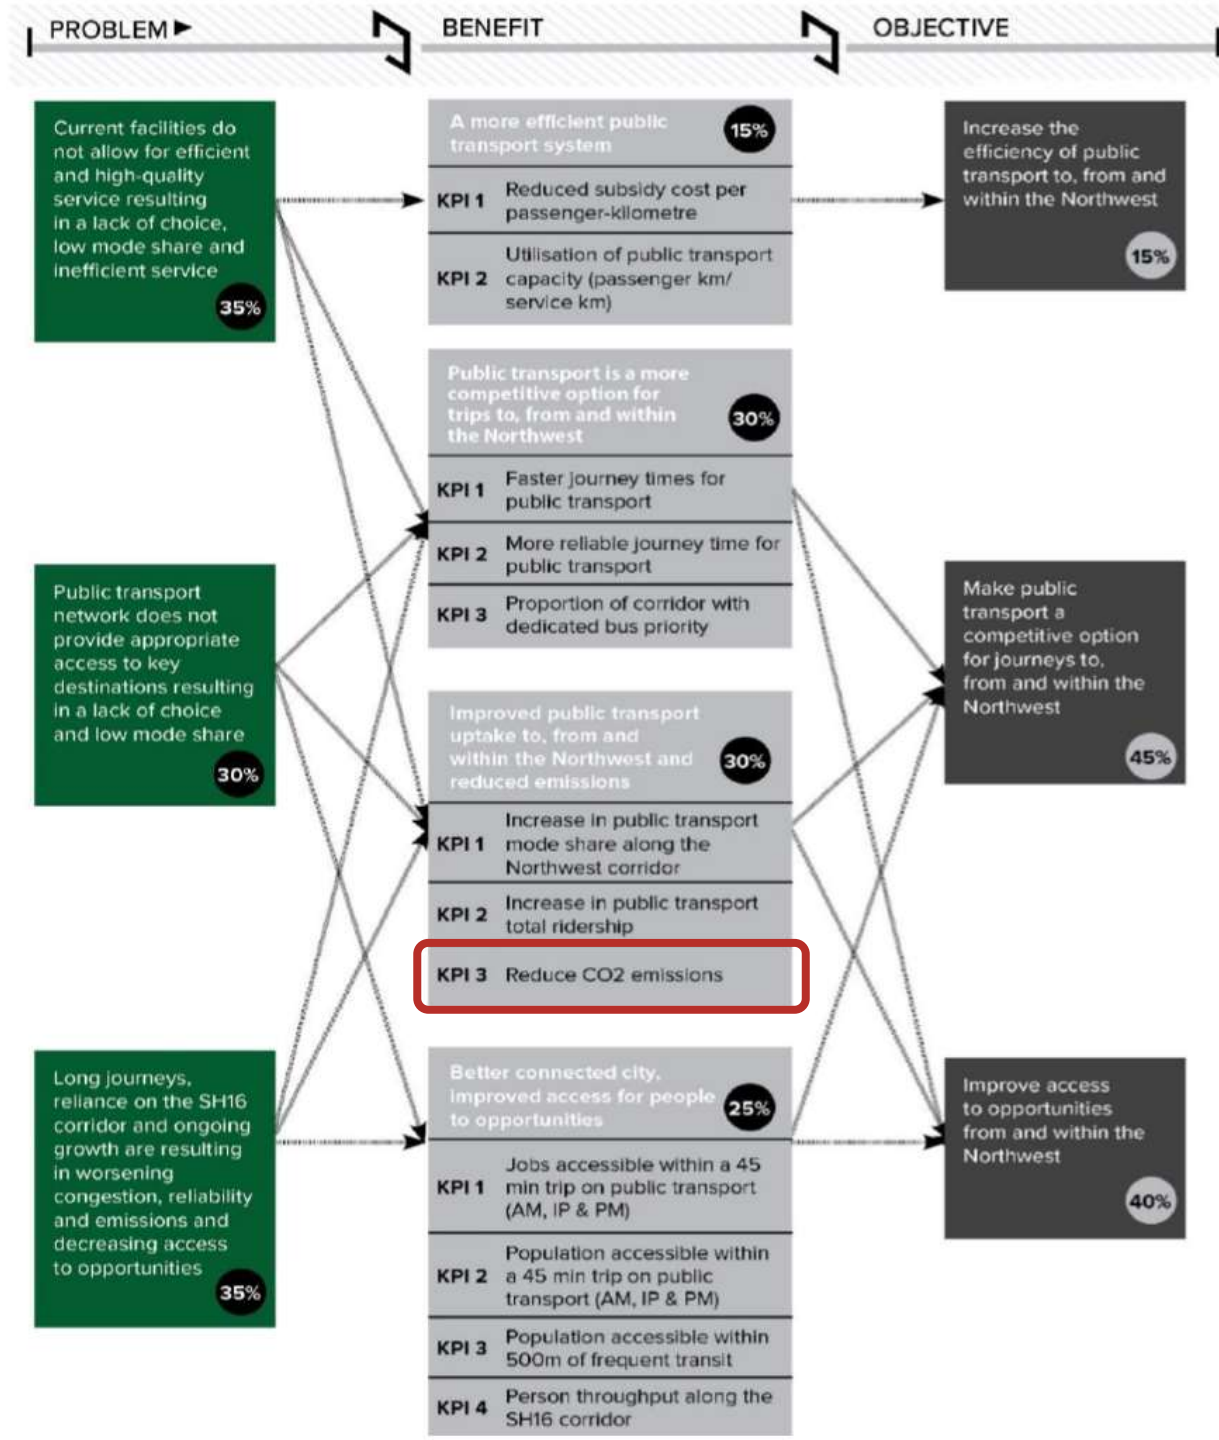 PROBLEM
BENEFIT
OBJECTIVE
Current facilities do
not allow for efficient
and high-quality
service resulting
in a lack of choice,
low mode share and
inefficient service
35%
Public transport
network does not
provide appropriate
access to key
destinations resulting
in a lack of choice
and low mode share
30%
Long journeys,
reliance on the SH16
corridor and ongoing
growth are resulting
in worsening
congestion, reliability
and emissions and
decreasing access
to opportunities
35%
A more efficient public
transport system
15%
KPI 1 Reduced subsidy cost per
passenger-kilometre
KPI 2 Utilisation of public transport
capacity (passenger km/
service km)
Public transport is a more
competitive option for
trips to, from and within
the Northwest
30%
KPI 1 Faster journey times for
public transport
KPI 2 More reliable journey time for
public transport
KPI 3 Proportion of corridor with
dedicated bus priority
Improved public transport
uptake to, from and
within the Northwest and
reduced emissions
30%
KPI 1 Increase in public transport
mode share along the
Northwest corridor
KPI 2 Increase in public transport
total ridership
KPI 3 Reduce CO2 emissions
Better connected city,
improved access for people
to opportunities
25%
KPI 1 Jobs accessible within a 45
min trip on public transport
(AM, IP & PM)
KPI 2 Population accessible within
a 45 min trip on public
transport (AM, IP & PM)
KPI 3 Population accessible within
500m of frequent transit
KPI 4 Person throughput along the
SH16 corridor
Increase the
efficiency of public
transport to, from and
within the Northwest
15%
Make public
transport a
competitive option
for journeys to,
from and within the
Northwest
45%
Improve access
to opportunities
from and within the
Northwest
40%